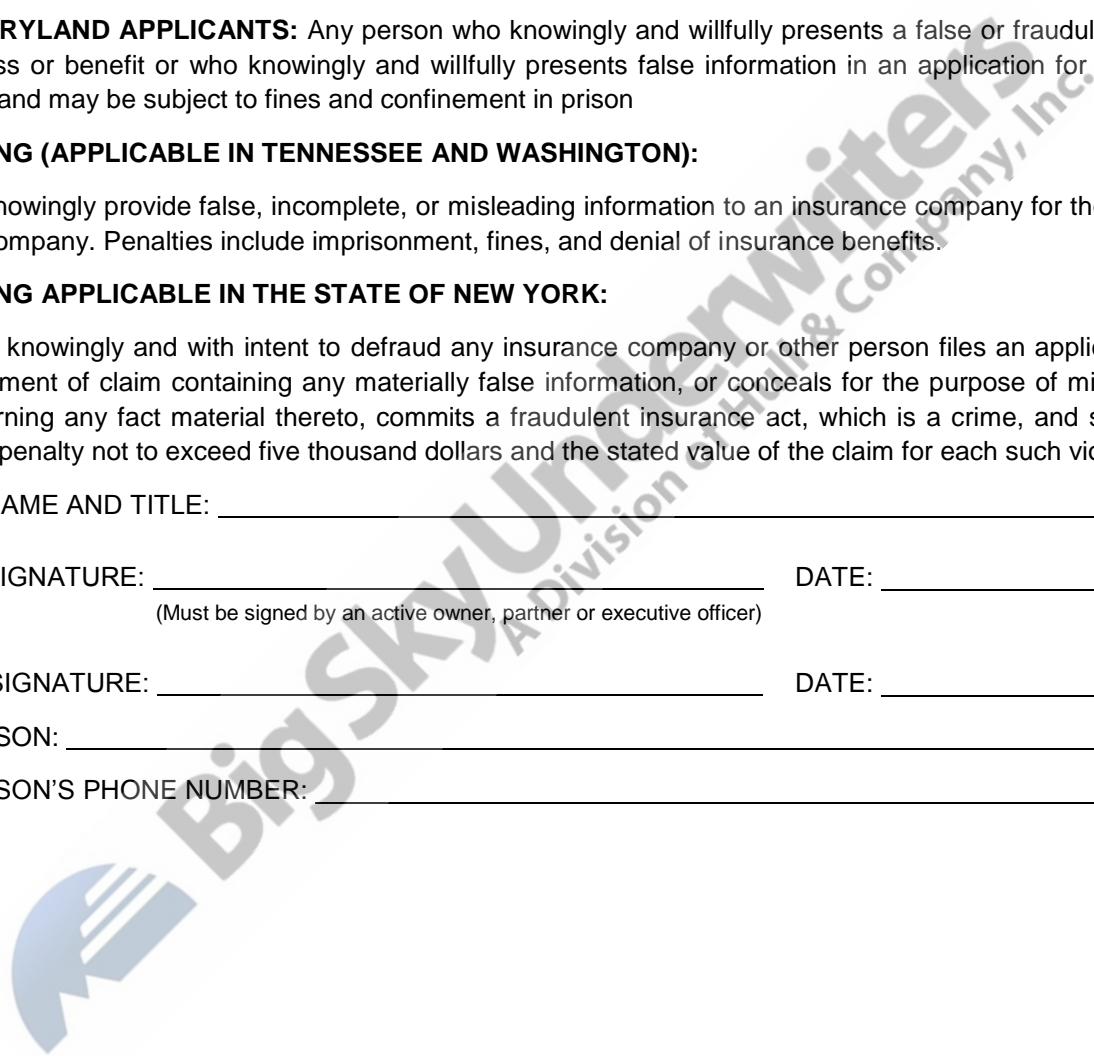 RYLAND APPLICANTS: Any person who knowingly and willfully presents a false or fraudul
ss or benefit or who knowingly and willfully presents false information in an application for
and may be subject to fines and confinement in prison
NG (APPLICABLE IN TENNESSEE AND WASHINGTON):
nowingly provide false, incomplete, or misleading information to an insurance company for the
ompany. Penalties include imprisonment, fines, and denial of insurance benefits.
NG APPLICABLE IN THE STATE OF NEW YORK:
knowingly and with intent to defraud any insurance company or other person files an appli
ment of claim containing any materially false information, or conceals for the purpose of mi
rning any fact material thereto, commits a fraudulent insurance act, which is a crime, and s
penalty not to exceed five thousand dollars and the stated value of the claim for each such vio
AME AND TITLE:
IGNATURE: DATE:
(Must be signed by an active owner, partner or executive officer)
SIGNATURE: DATE:
SON:
SON’S PHONE NUMBER:
Big Sky Underwriters
A Division of Hull & Company, Inc.